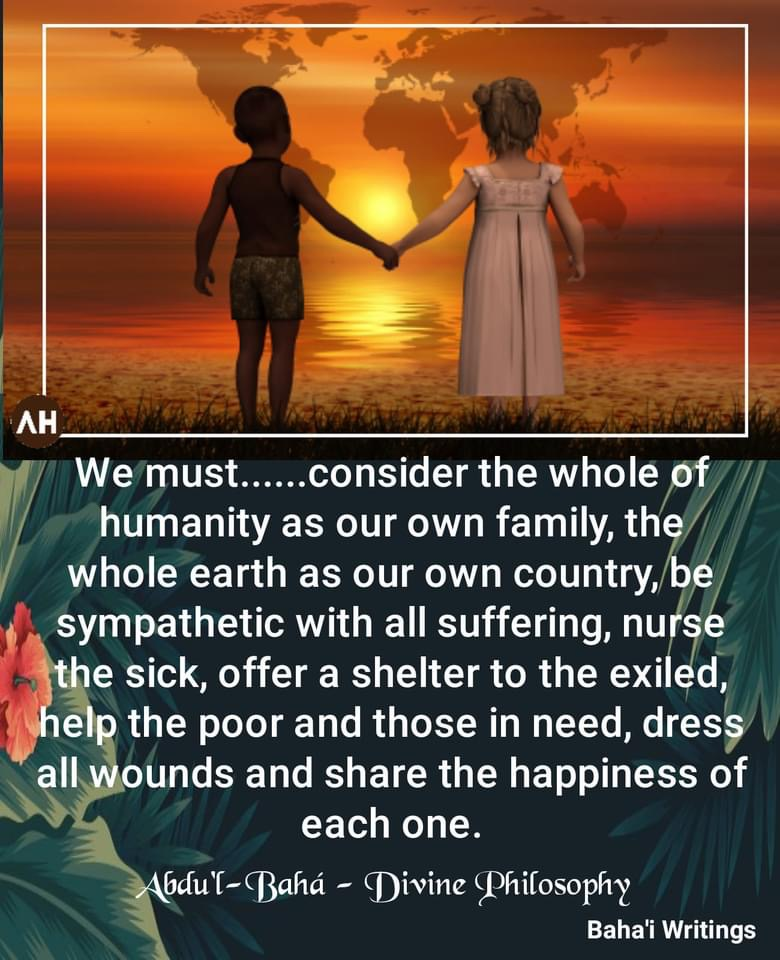 ΛH
We must......consider the whole of
humanity as our own family, the
whole earth as our own country, be
sympathetic with all suffering, nurse
the sick, offer a shelter to the exiled,
help the poor and those in need, dress
all wounds and share the happiness of
each one.
Abdu'l-Bahá - Divine Philosophy
Baha'i Writings